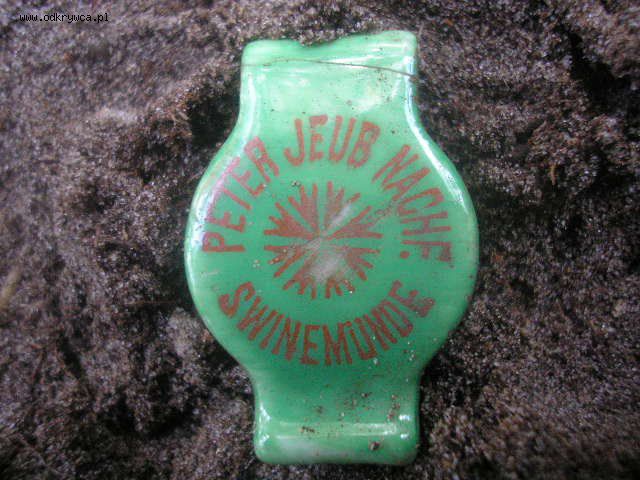 www.odkrywca.pl
PETER JEUB NACHF.
SWINEMÜNDE